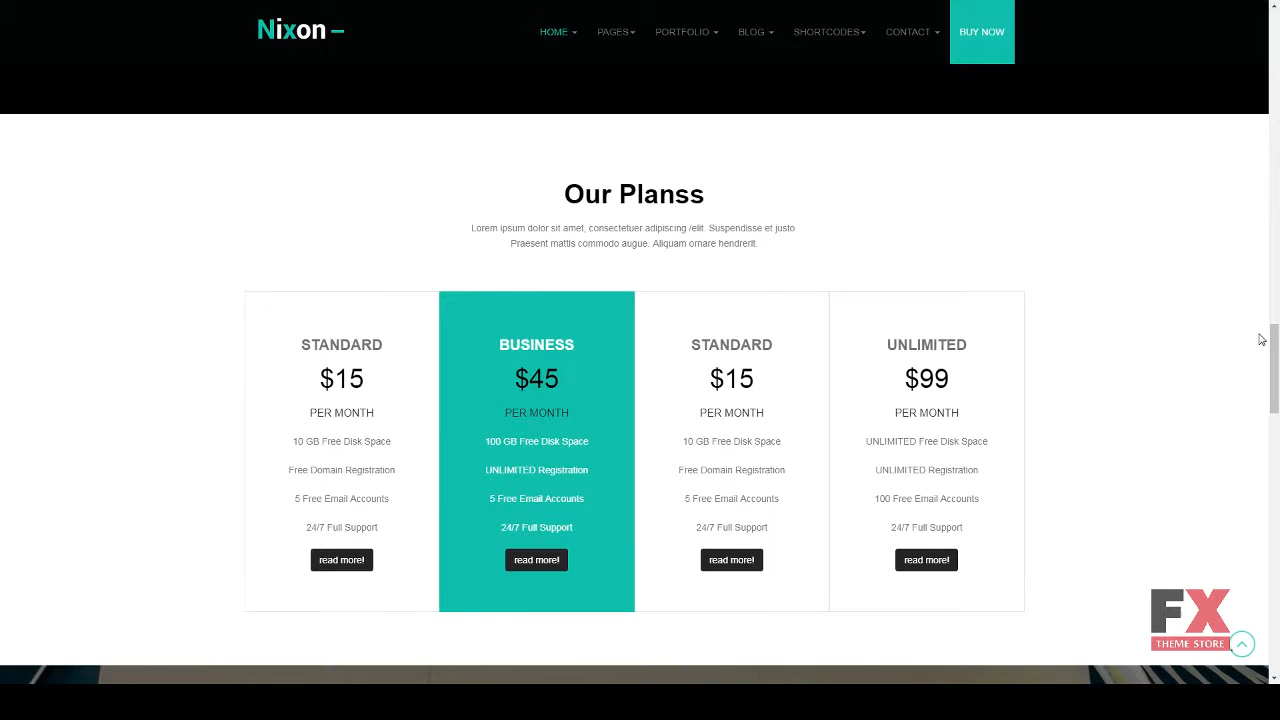 Nixon –
HOME PAGES PORTFOLIO BLOG SHORTCODES CONTACT BUY NOW
Our Planss
Lorem ipsum dolor sit amet, consectetuer adipiscing /elit. Suspendisse et justo
Praesent mattis commodo augue. Aliquam ornare hendrerit.
STANDARD
$15
PER MONTH
10 GB Free Disk Space
Free Domain Registration
5 Free Email Accounts
24/7 Full Support
read more!
BUSINESS
$45
PER MONTH
100 GB Free Disk Space
UNLIMITED Registration
5 Free Email Accounts
24/7 Full Support
read more!
STANDARD
$15
PER MONTH
10 GB Free Disk Space
Free Domain Registration
5 Free Email Accounts
24/7 Full Support
read more!
UNLIMITED
$99
PER MONTH
UNLIMITED Free Disk Space
UNLIMITED Registration
100 Free Email Accounts
24/7 Full Support
read more!
FX
THEME STORE